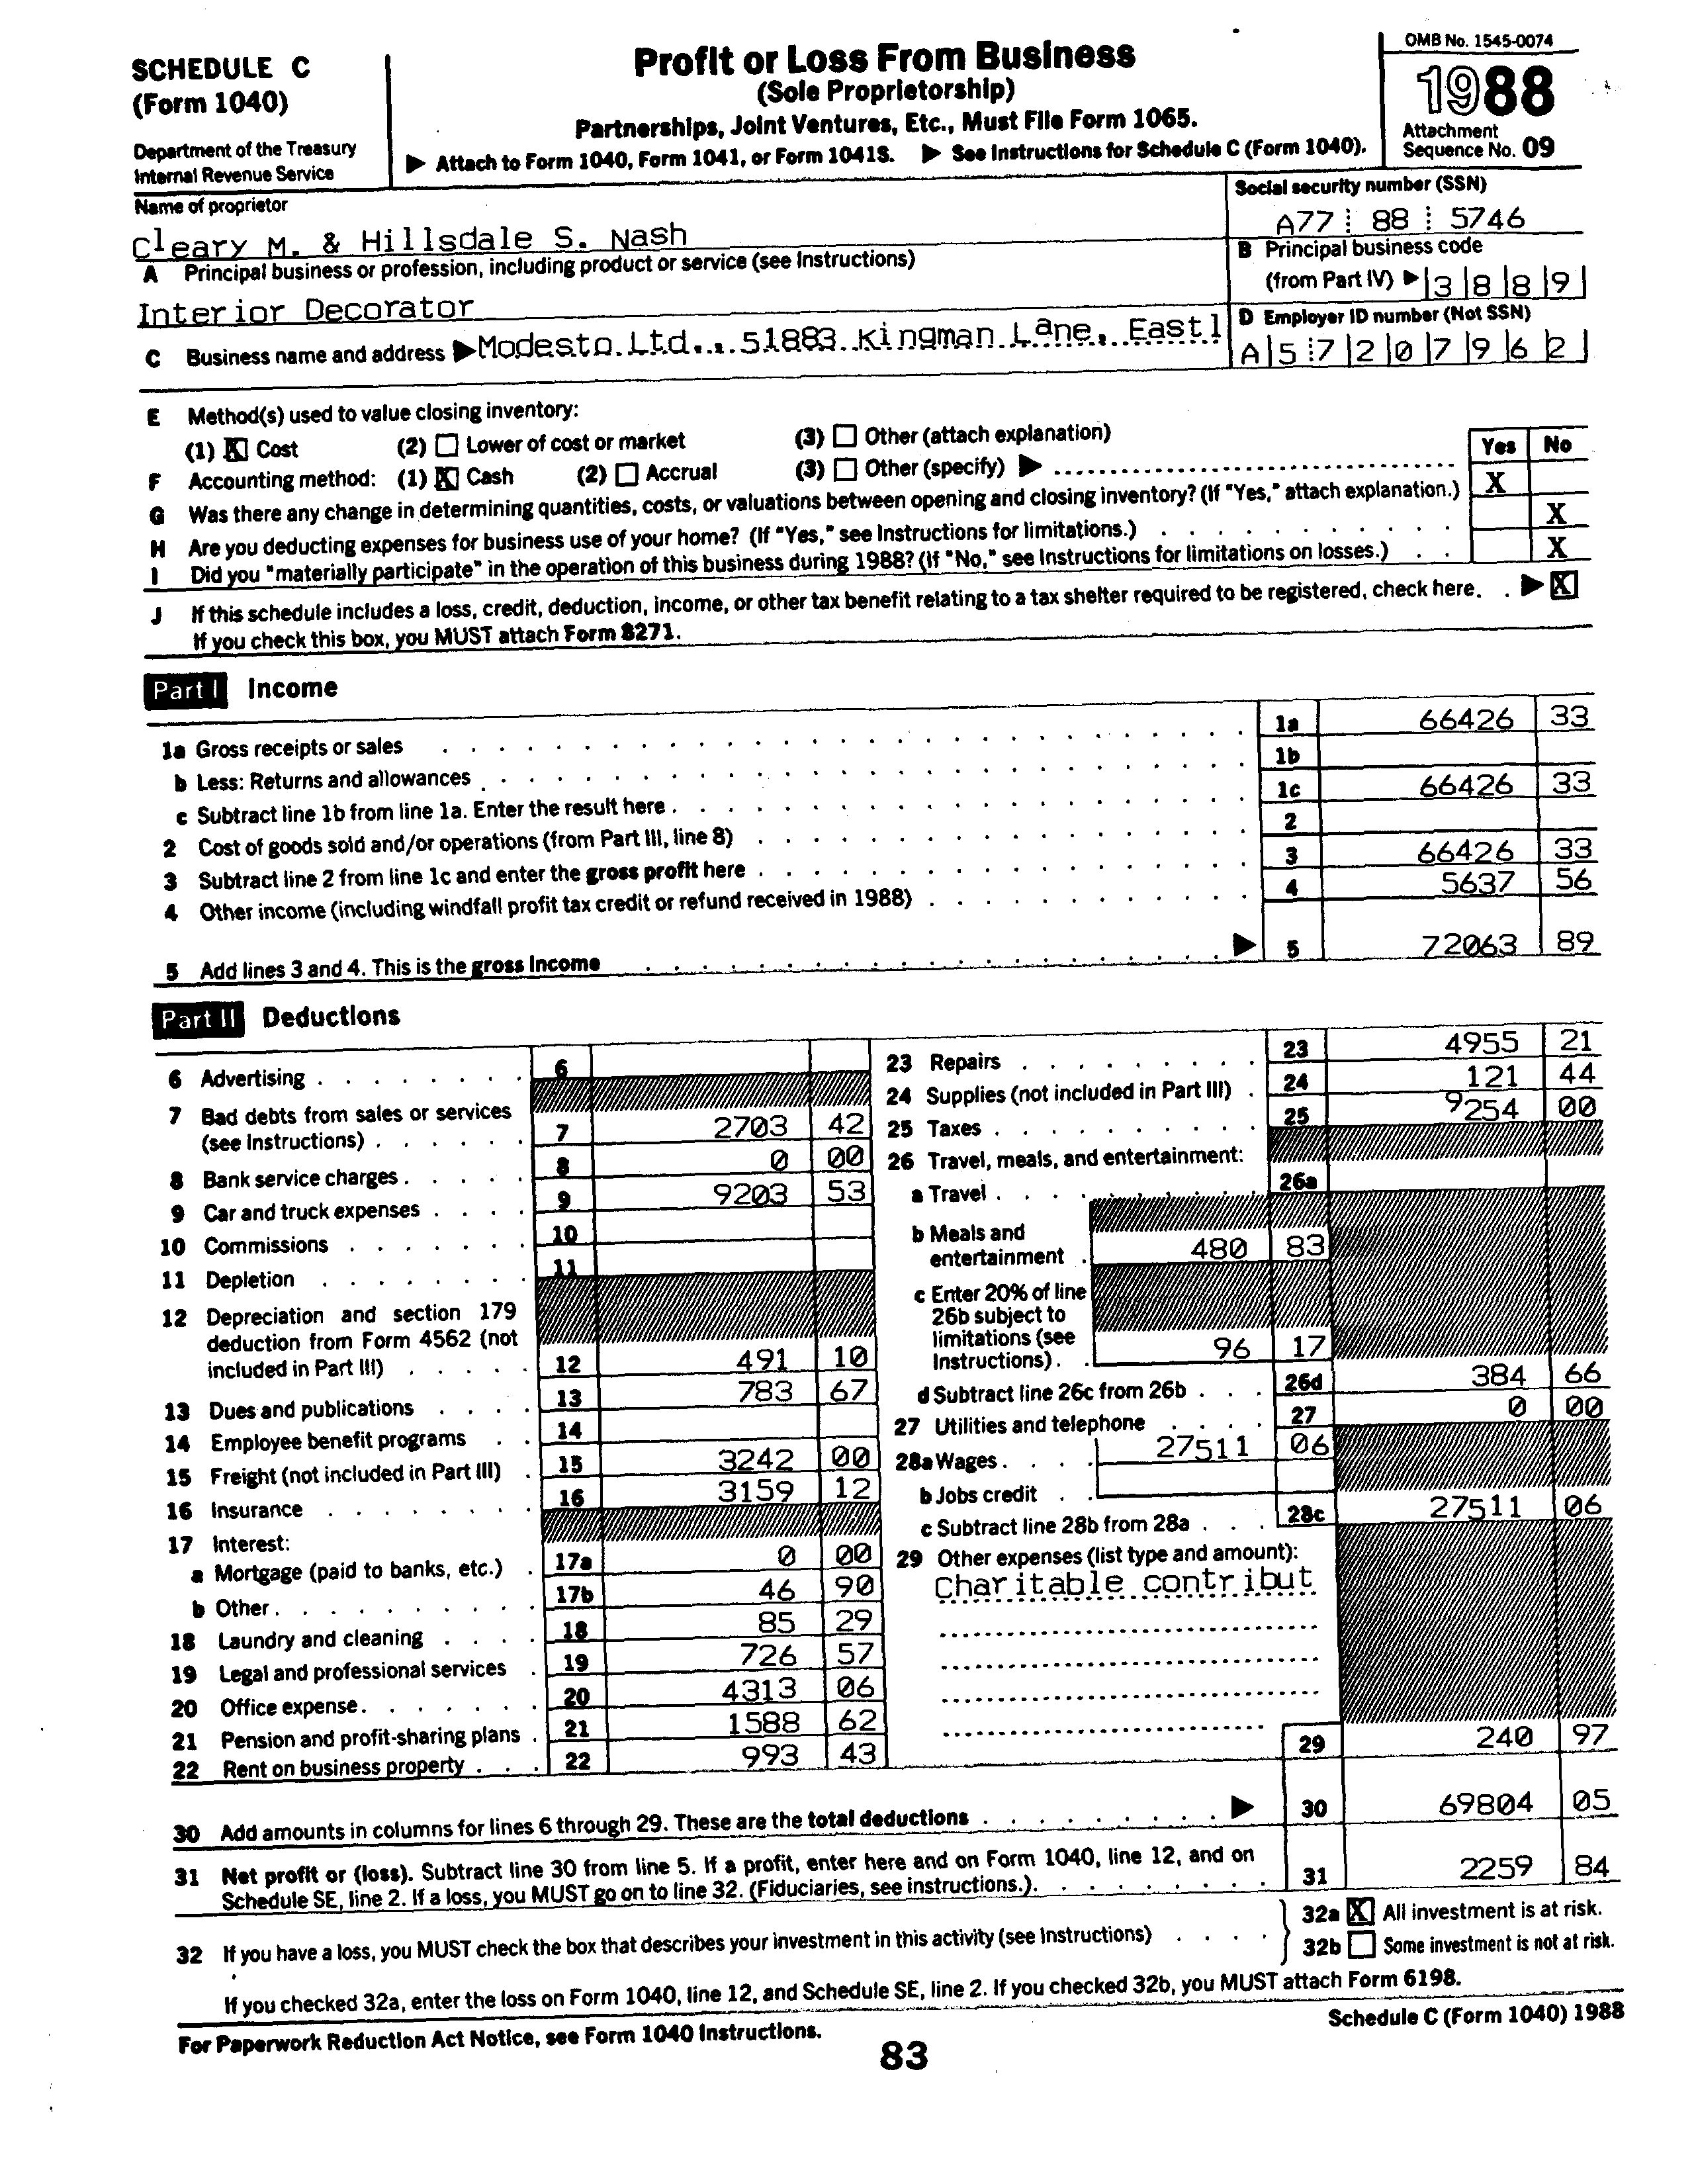 SCHEDULE C
(Form 1040)
Department of the Treasury
Internal Revenue Service
Profit or Loss From Business
(Sole Proprietorship)
Partnerships, Joint Ventures, Etc., Must File Form 1065.
▶ Attach to Form 1040, Form 1041, or Form 1041S. ▶ See Instructions for Schedule C (Form 1040).
OMB No. 1545-0074
1988
Attachment
Sequence No. 09
Name of proprietor
Cleary M. & Hillsdale S. Nash
Social security number (SSN)
A77 88 5746
A Principal business or profession, including product or service (see Instructions)
Interior Decorator
B Principal business code
(from Part IV) ▶ 3 8 8 9
C Business name and address ▶ Modesto Ltd., 51883 Kingman Lane, Eastl
D Employer ID number (Not SSN)
A 5 7 2 0 7 9 6 2
E Method(s) used to value closing inventory:
(1) X Cost (2) Lower of cost or market (3) Other (attach explanation)
F Accounting method: (1) X Cash (2) Accrual (3) Other (specify) ▶
Yes No
G Was there any change in determining quantities, costs, or valuations between opening and closing inventory? (If "Yes," attach explanation.) X
H Are you deducting expenses for business use of your home? (If "Yes," see Instructions for limitations.) X
I Did you "materially participate" in the operation of this business during 1988? (If "No," see Instructions for limitations on losses.) X
J If this schedule includes a loss, credit, deduction, income, or other tax benefit relating to a tax shelter required to be registered, check here. ▶ X
If you check this box, you MUST attach Form 8271.
Part I Income
1a Gross receipts or sales 1a 66426 33
b Less: Returns and allowances 1b
c Subtract line 1b from line 1a. Enter the result here 1c 66426 33
2 Cost of goods sold and/or operations (from Part III, line 8) 2
3 Subtract line 2 from line 1c and enter the gross profit here 3 66426 33
4 Other income (including windfall profit tax credit or refund received in 1988) 4 5637 56
5 Add lines 3 and 4. This is the gross income ▶ 5 72063 89
Part II Deductions
6 Advertising 6
7 Bad debts from sales or services
(see Instructions) 7 2703 42
8 Bank service charges 8 0 00
9 Car and truck expenses 9 9203 53
10 Commissions 10
11 Depletion 11
12 Depreciation and section 179
deduction from Form 4562 (not
included in Part III) 12 491 10
13 Dues and publications 13 783 67
14 Employee benefit programs 14
15 Freight (not included in Part III) 15 3242 00
16 Insurance 16 3159 12
17 Interest:
a Mortgage (paid to banks, etc.) 17a 0 00
b Other 17b 46 90
18 Laundry and cleaning 18 85 29
19 Legal and professional services 19 726 57
20 Office expense 20 4313 06
21 Pension and profit-sharing plans 21 1588 62
22 Rent on business property 22 993 43
23 Repairs 23 4955 21
24 Supplies (not included in Part III) 24 121 44
25 Taxes 25 9254 00
26 Travel, meals, and entertainment:
a Travel 26a
b Meals and
entertainment 480 83
c Enter 20% of line
26b subject to
limitations (see
Instructions) 96 17
d Subtract line 26c from 26b 26d 384 66
27 Utilities and telephone 27 0 00
28a Wages 27511 06
b Jobs credit
c Subtract line 28b from 28a 28c 27511 06
29 Other expenses (list type and amount):
Charitable contribut
29 240 97
30 Add amounts in columns for lines 6 through 29. These are the total deductions ▶ 30 69804 05
31 Net profit or (loss). Subtract line 30 from line 5. If a profit, enter here and on Form 1040, line 12, and on
Schedule SE, line 2. If a loss, you MUST go on to line 32. (Fiduciaries, see instructions.) 31 2259 84
32 If you have a loss, you MUST check the box that describes your investment in this activity (see Instructions)
32a X All investment is at risk.
32b Some investment is not at risk.
If you checked 32a, enter the loss on Form 1040, line 12, and Schedule SE, line 2. If you checked 32b, you MUST attach Form 6198.
For Paperwork Reduction Act Notice, see Form 1040 Instructions.
Schedule C (Form 1040) 1988
83